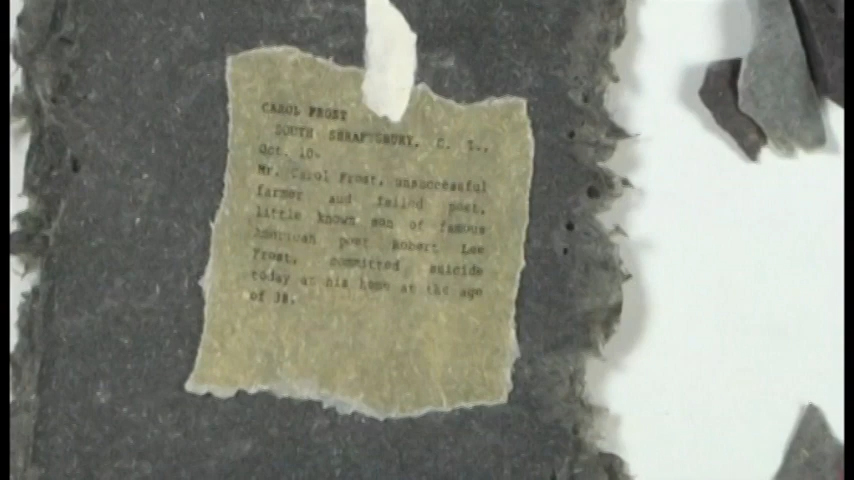 CAROL FROST
SOUTH SHRAFTSBURY, C. T.,
Oct. 10-
Mr. Carol Frost, unsuccessful
farmer and failed poet,
little known son of famous
American poet Robert Lee
Frost, committed suicide
today at his home at the age
of 38.